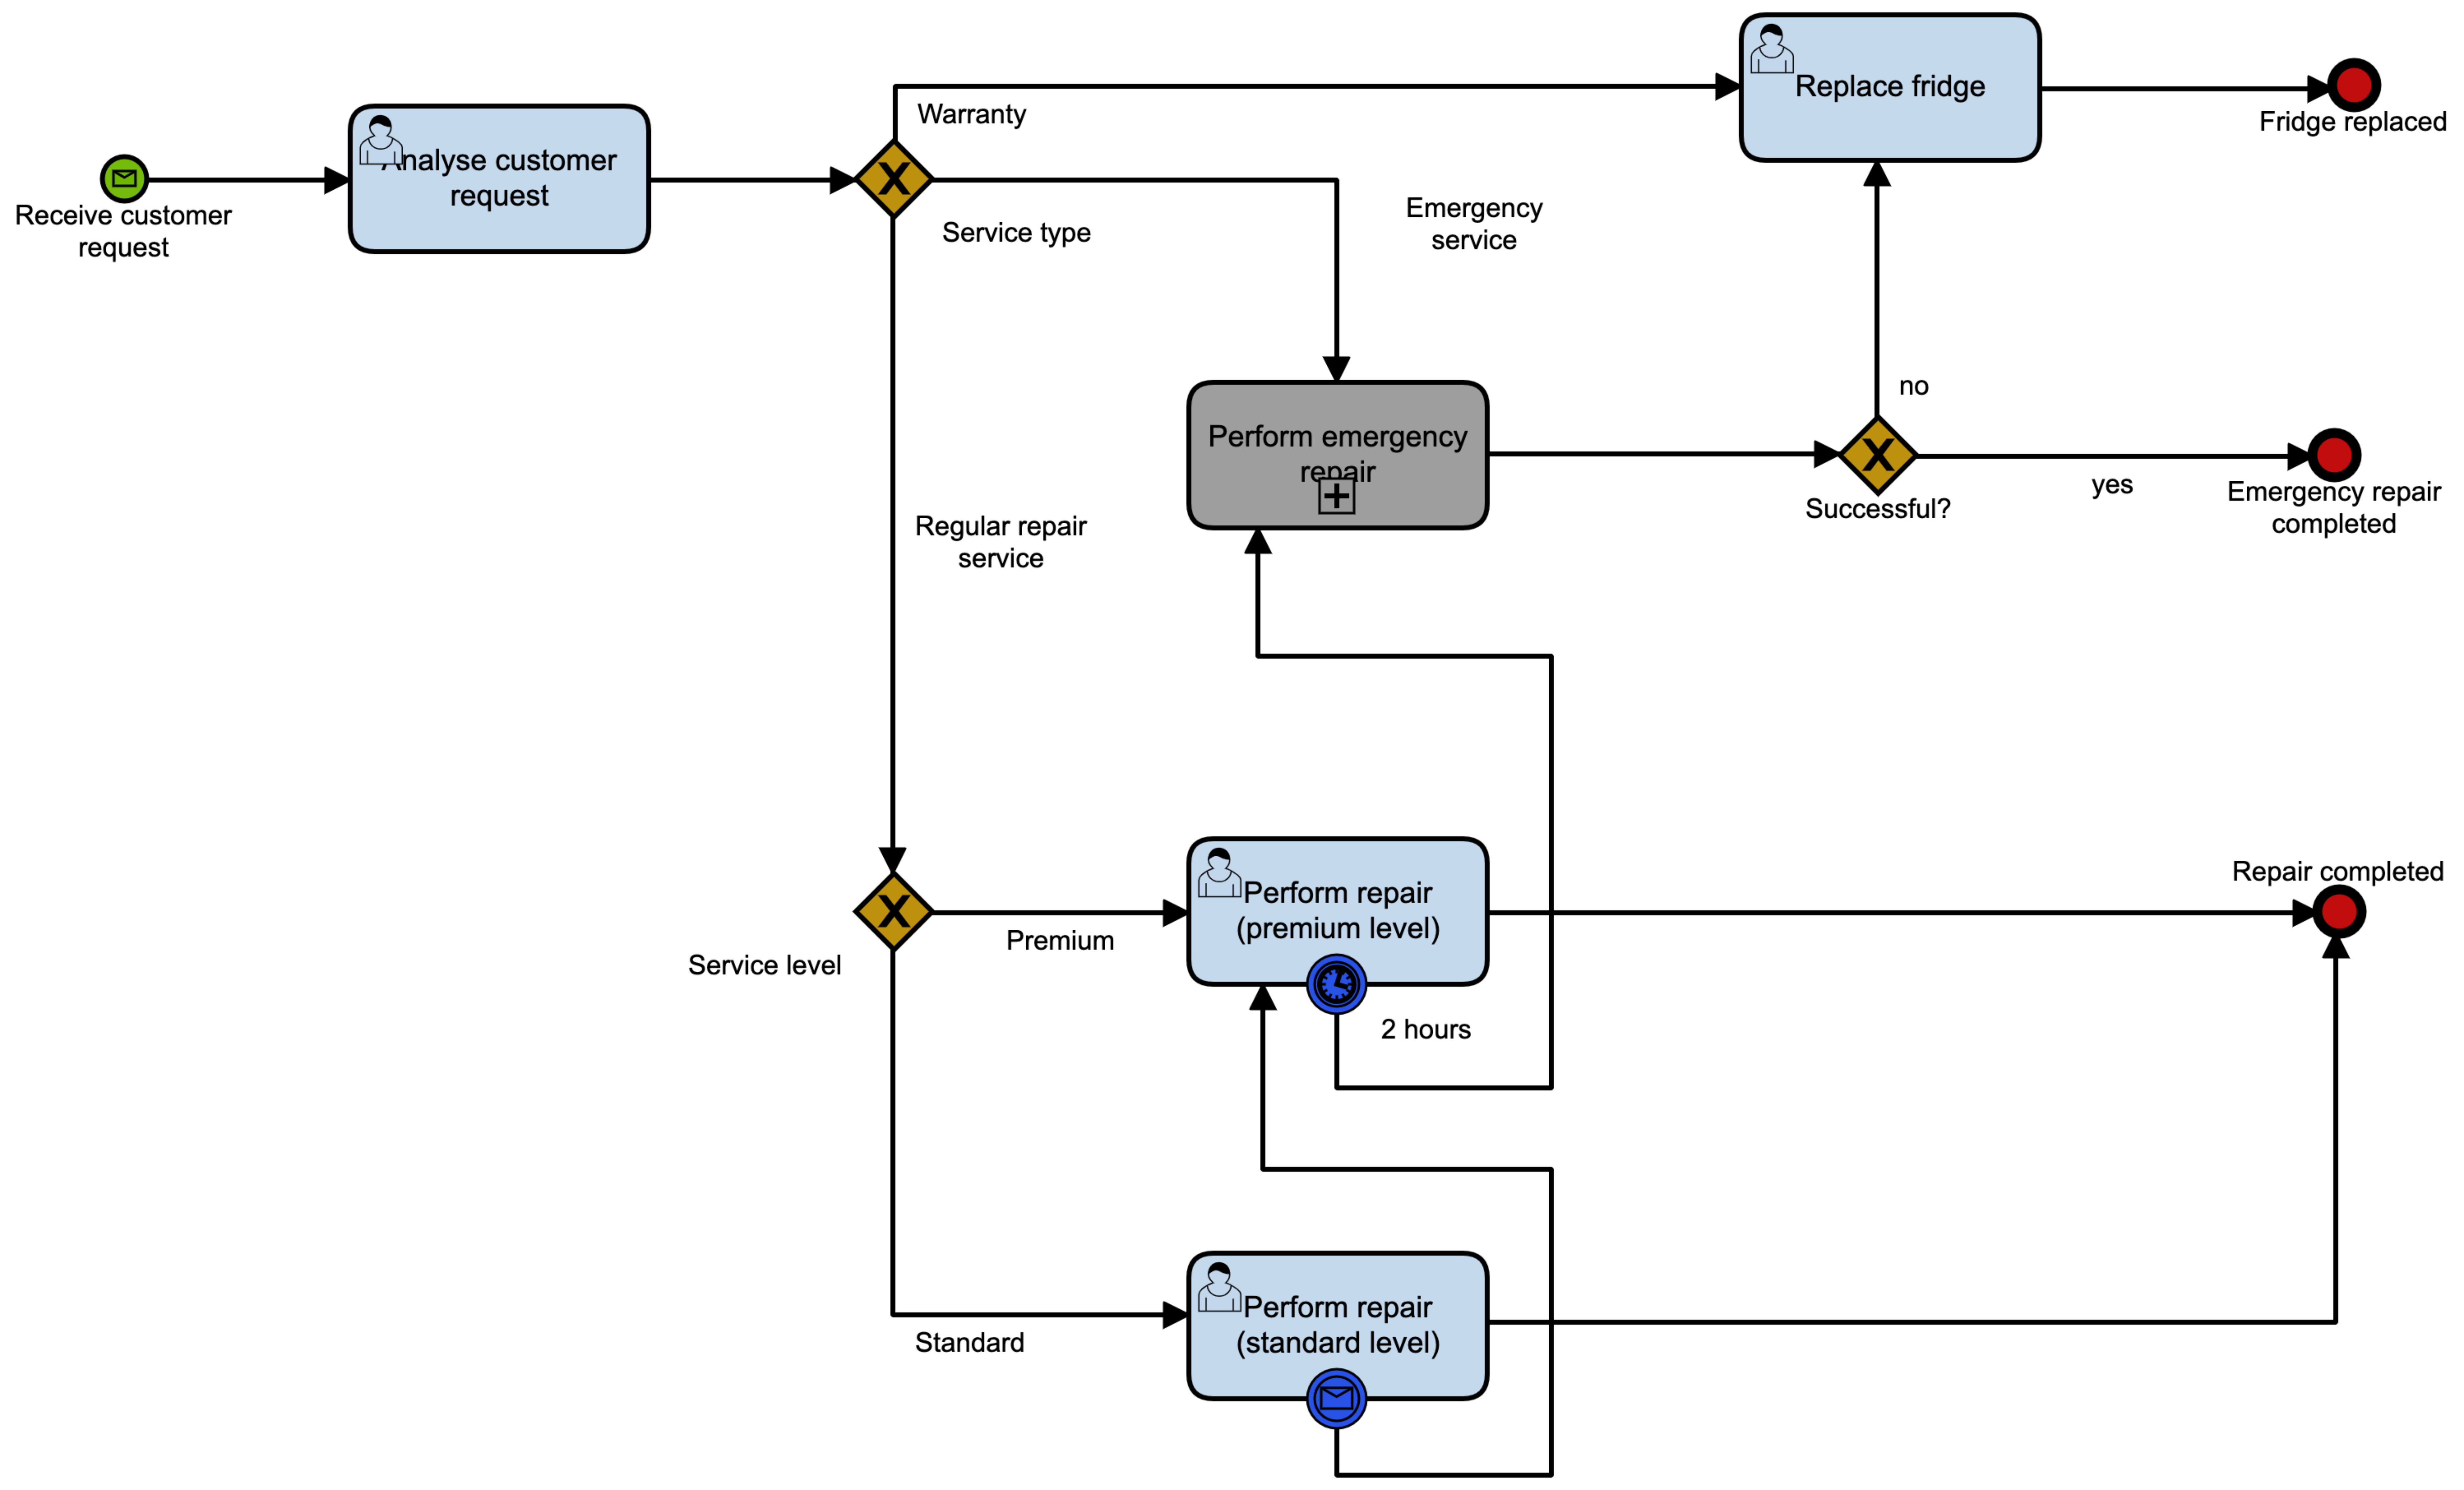 Replace fridge
Warranty
Fridge replaced
Analyse customer
request
Receive customer
request
Service type
Emergency
service
no
Perform emergency
repair
yes
Successful?
Emergency repair
completed
Regular repair
service
Repair completed
Perform repair
(premium level)
Premium
Service level
2 hours
Perform repair
(standard level)
Standard